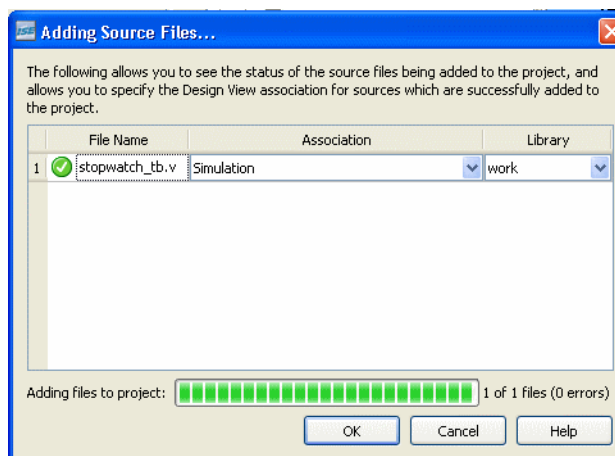 ISE Adding Source Files...
The following allows you to see the status of the source files being added to the project, and
allows you to specify the Design View association for sources which are successfully added to
the project.
File Name Association Library
1 stopwatch_tb.v Simulation work
Adding files to project: 1 of 1 files (0 errors)
OK Cancel Help